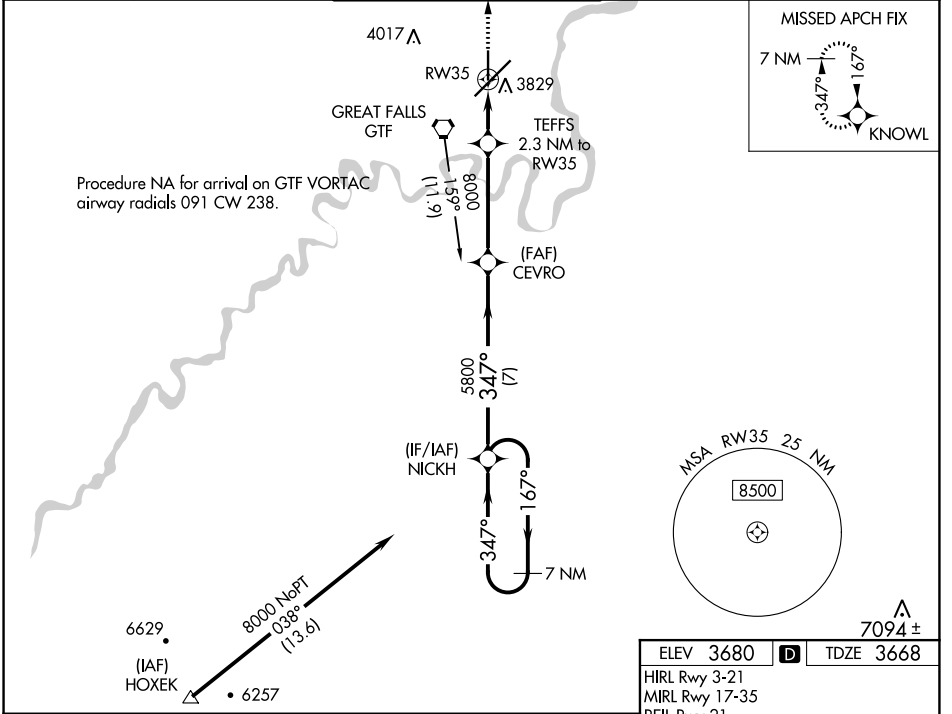 MISSED APCH FIX
7 NM
347°
167°
KNOWL
4017
RW35
3829
GREAT FALLS
GTF
TEFFS
2.3 NM to
RW35
Procedure NA for arrival on GTF VORTAC
airway radials 091 CW 238.
8000
159°
(11.9)
(FAF)
CEVRO
5800
347°
(7)
(IF/IAF)
NICKH
347°
167°
7 NM
MSA RW35 25 NM
8500
8000 NoPT
038°
(13.6)
6629
(IAF)
HOXEK
6257
7094 ±
ELEV 3680 D TDZE 3668
HIRL Rwy 3-21
MIRL Rwy 17-35
REIL Rwy 21